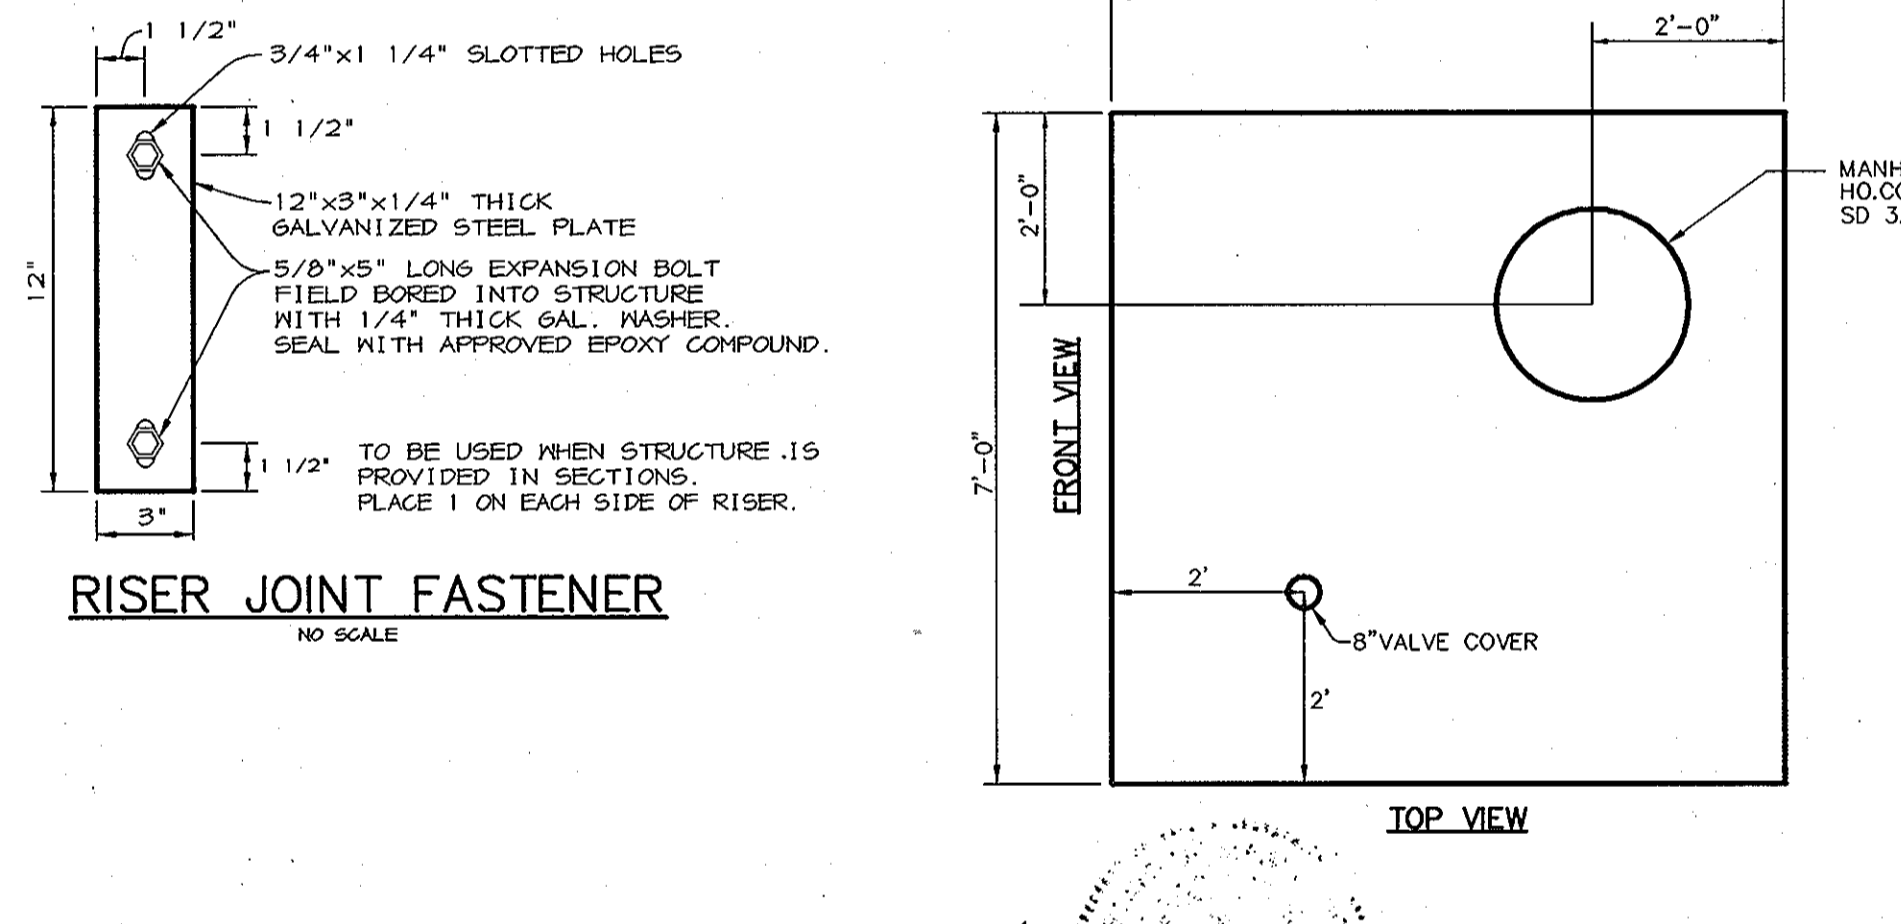 1 1/2"
3/4"x1 1/4" SLOTTED HOLES
1 1/2"
12"x3"x1/4" THICK
GALVANIZED STEEL PLATE
12"
5/8"x5" LONG EXPANSION BOLT
FIELD BORED INTO STRUCTURE
WITH 1/4" THICK GAL. WASHER.
SEAL WITH APPROVED EPOXY COMPOUND.
1 1/2"
TO BE USED WHEN STRUCTURE IS
PROVIDED IN SECTIONS.
PLACE 1 ON EACH SIDE OF RISER.
3"
RISER JOINT FASTENER
NO SCALE
2'-0"
2'-0"
HO.
SD 3.
7'-0"
FRONT VIEW
2'
8"VALVE COVER
2'
TOP VIEW